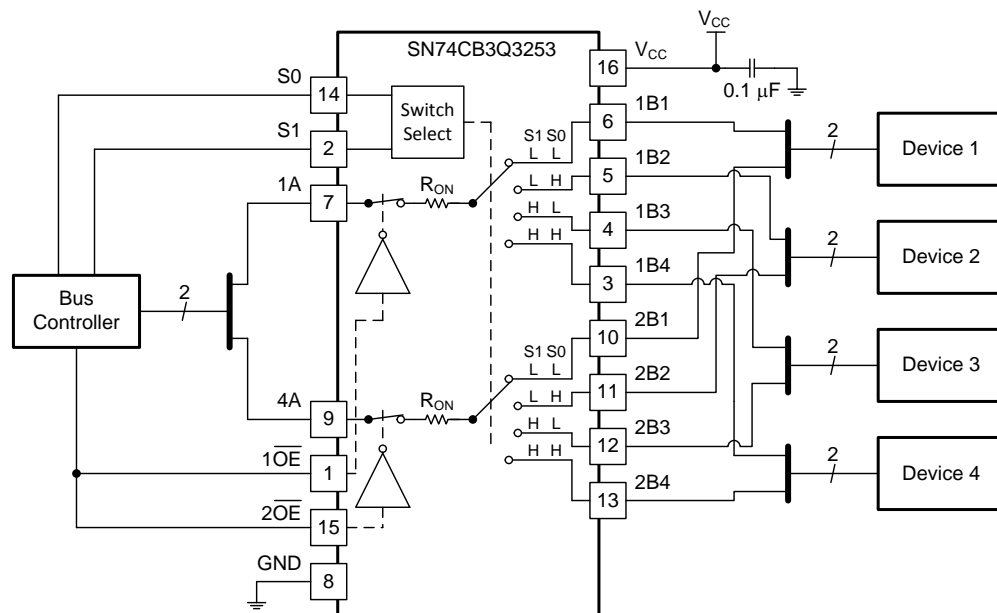 SN74CB3Q3253
VCC
VCC
16
0.1 μF
S0
14
S1
2
Switch
Select
1A
7
RON
S1 S0
L L
L H
H L
H H
1B1
6
1B2
5
1B3
4
1B4
3
2
Device 1
2
Device 2
2
Device 3
2
Device 4
Bus
Controller
2
4A
9
RON
S1 S0
L L
L H
H L
H H
2B1
10
2B2
11
2B3
12
2B4
13
1OE
1
2OE
15
GND
8